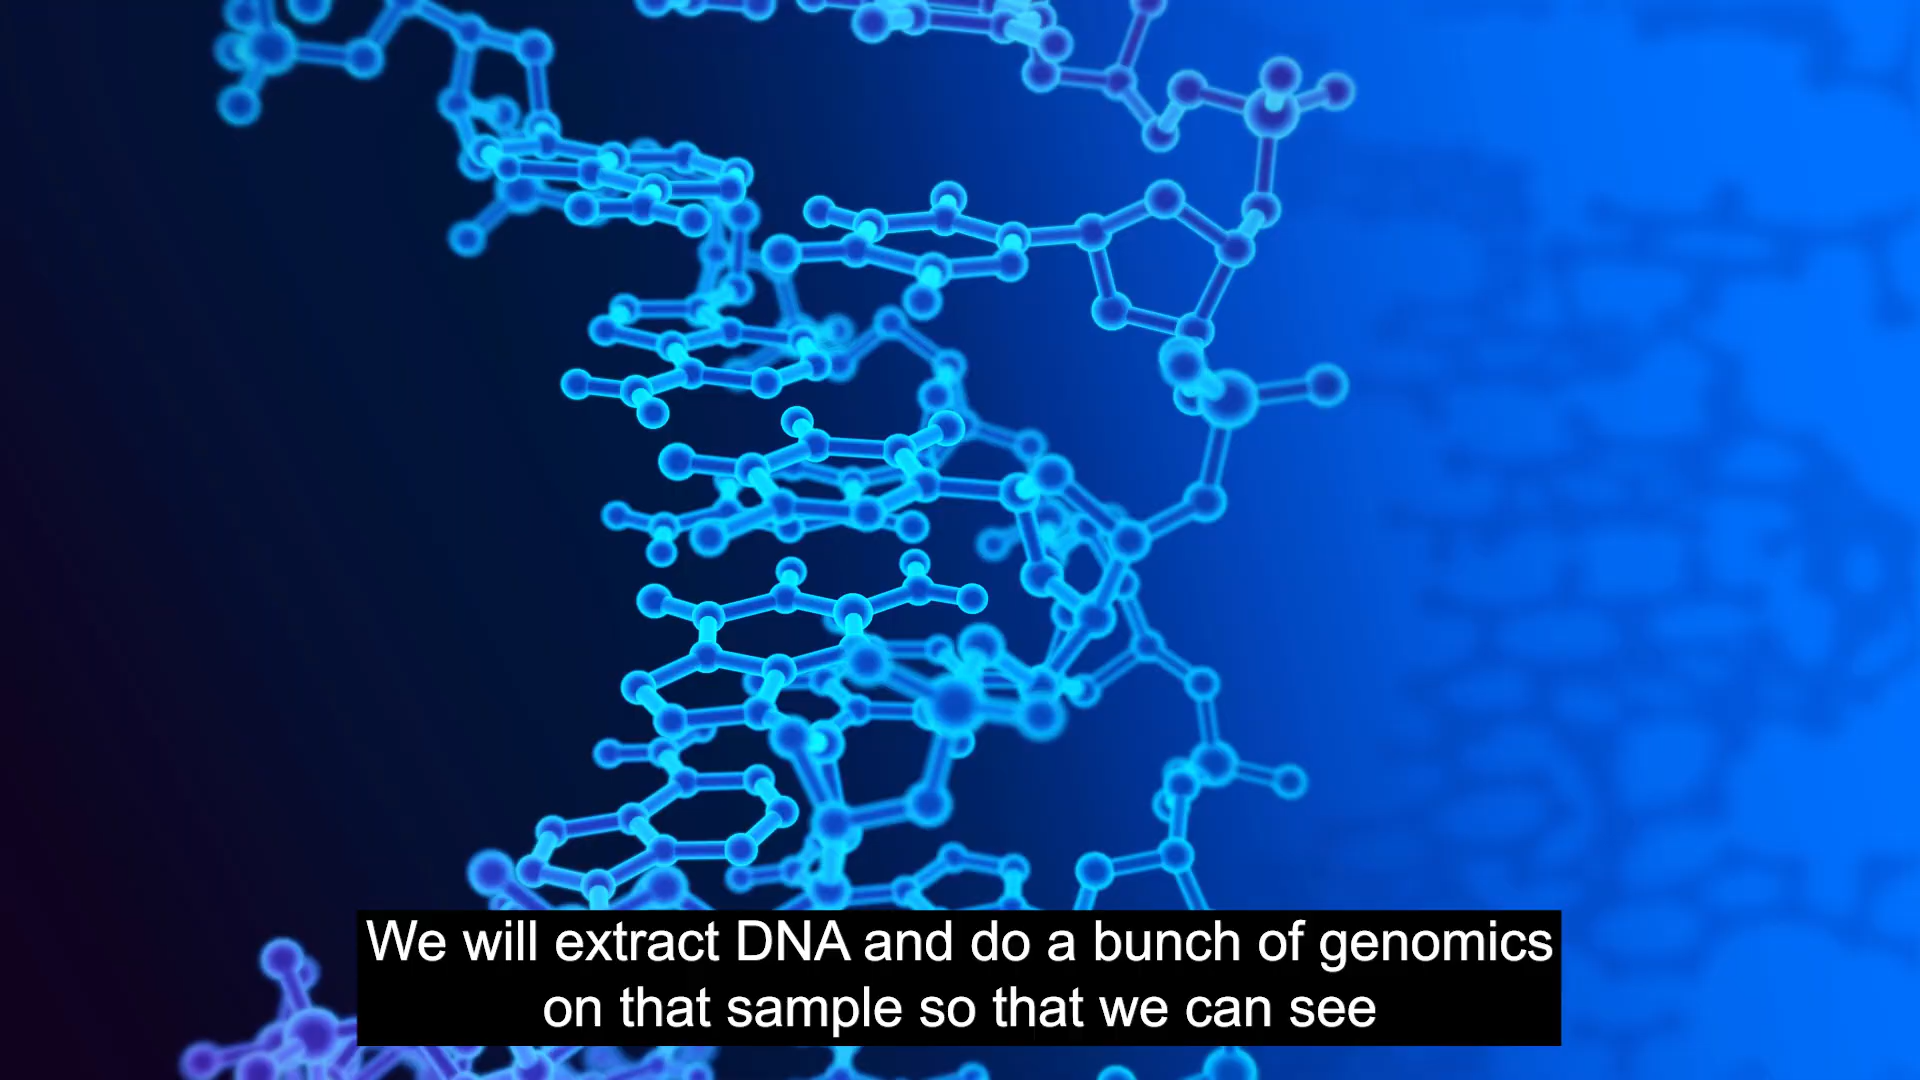 We will extract DNA and do a bunch of genomics
on that sample so that we can see